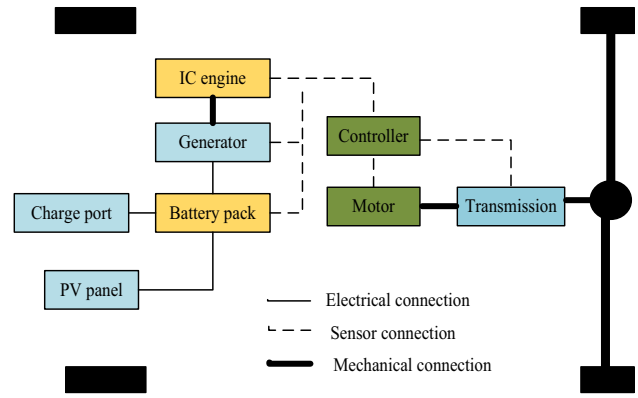 IC engine
Generator
Controller
Charge port
Battery pack
Motor
Transmission
PV panel
Electrical connection
Sensor connection
Mechanical connection